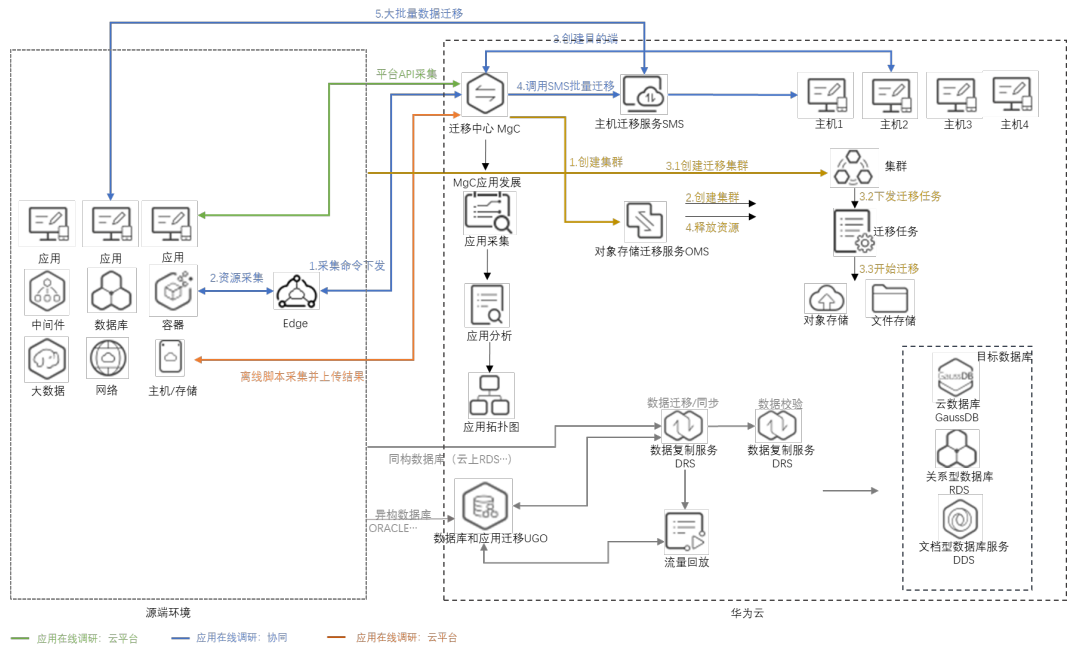 5.大批量数据迁移
3.创建目的端
平台API采集
4.调用SMS批量迁移
迁移中心 MgC
主机迁移服务SMS
主机1
主机2
主机3
主机4
1.创建集群
3.1创建迁移集群
集群
MgC应用发展
2.创建集群
3.2下发迁移任务
4.释放资源
迁移任务
应用采集
对象存储迁移服务OMS
应用
应用
应用
1.采集命令下发
2.资源采集
3.3开始迁移
中间件
数据库
容器
Edge
对象存储
文件存储
应用分析
大数据
网络
主机/存储
离线脚本采集并上传结果
目标数据库
GAUSSDB
云数据库
GaussDB
数据迁移/同步
数据校验
应用拓扑图
数据复制服务
DRS
数据复制服务
DRS
同构数据库（云上RDS…）
关系型数据库
RDS
异构数据库
ORACLE…
数据库和应用迁移UGO
流量回放
文档型数据库服务
DDS
源端环境
华为云
应用在线调研：云平台
应用在线调研：协同
应用在线调研：云平台